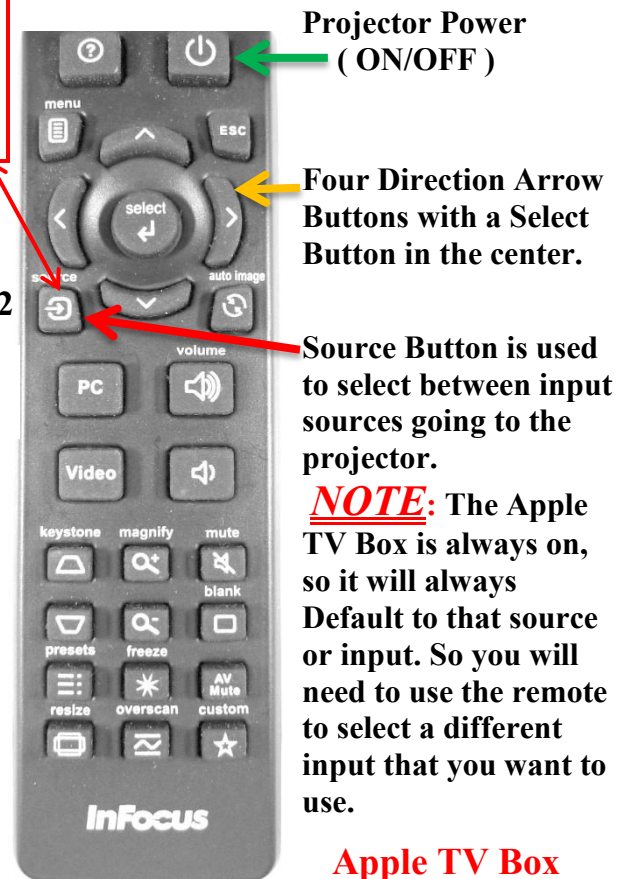 Projector Power
( ON/OFF )
menu
ESC
Four Direction Arrow
Buttons with a Select
Button in the center.
select
source
auto image
2
Source Button is used
to select between input
sources going to the
projector.
volume
PC
Video
NOTE: The Apple
TV Box is always on,
so it will always
Default to that source
or input. So you will
need to use the remote
to select a different
input that you want to
use.
keystone magnify mute
blank
presets freeze
AV
Mute
resize overscan custom
InFocus
Apple TV Box